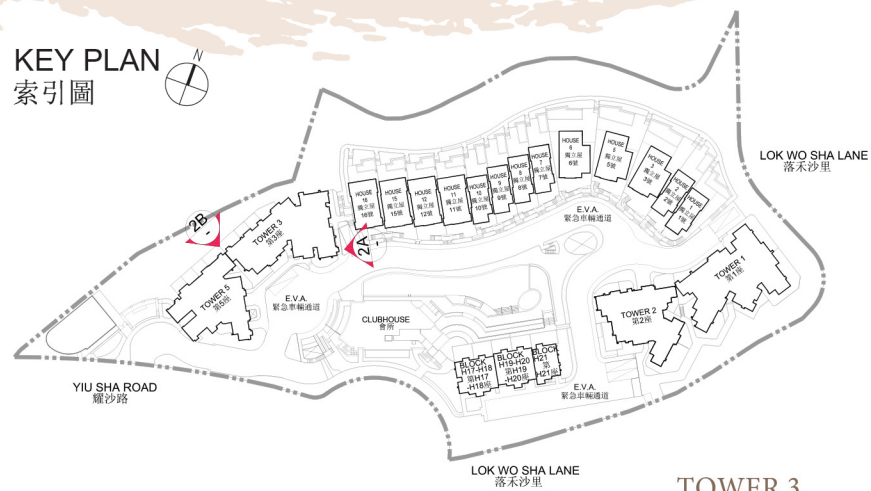 KEY PLAN
索引圖
N
LOK WO SHA LANE
落禾沙里
HOUSE
16
獨立屋
16號
HOUSE
15
獨立屋
15號
HOUSE
12
獨立屋
12號
HOUSE
11
獨立屋
11號
HOUSE
10
獨立屋
10號
HOUSE
9
獨立屋
9號
HOUSE
8
獨立屋
8號
HOUSE
7
獨立屋
7號
HOUSE
6
獨立屋
6號
HOUSE
5
獨立屋
5號
HOUSE
3
獨立屋
3號
HOUSE
2
獨立屋
2號
HOUSE
1
獨立屋
1號
E.V.A.
緊急車輛通道
2B
-
TOWER 3
第3座
2A
-
TOWER 5
第5座
E.V.A.
緊急車輛通道
CLUBHOUSE
會所
TOWER 1
第1座
TOWER 2
第2座
BLOCK
H17-H18
第H17
-H18座
BLOCK
H19-H20
第H19
-H20座
BLOCK
H21
第
H21座
E.V.A.
緊急車輛通道
YIU SHA ROAD
耀沙路
LOK WO SHA LANE
落禾沙里
TOWER 3